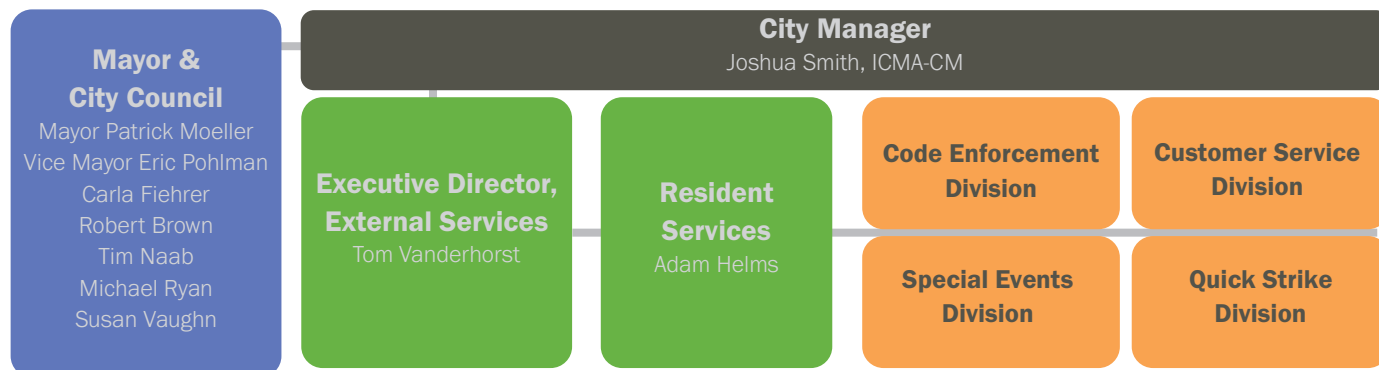 Mayor &
City Council
Mayor Patrick Moeller
Vice Mayor Eric Pohlman
Carla Fiehrer
Robert Brown
Tim Naab
Michael Ryan
Susan Vaughn
City Manager
Joshua Smith, ICMA-CM
Executive Director,
External Services
Tom Vanderhorst
Resident
Services
Adam Helms
Code Enforcement
Division
Customer Service
Division
Special Events
Division
Quick Strike
Division